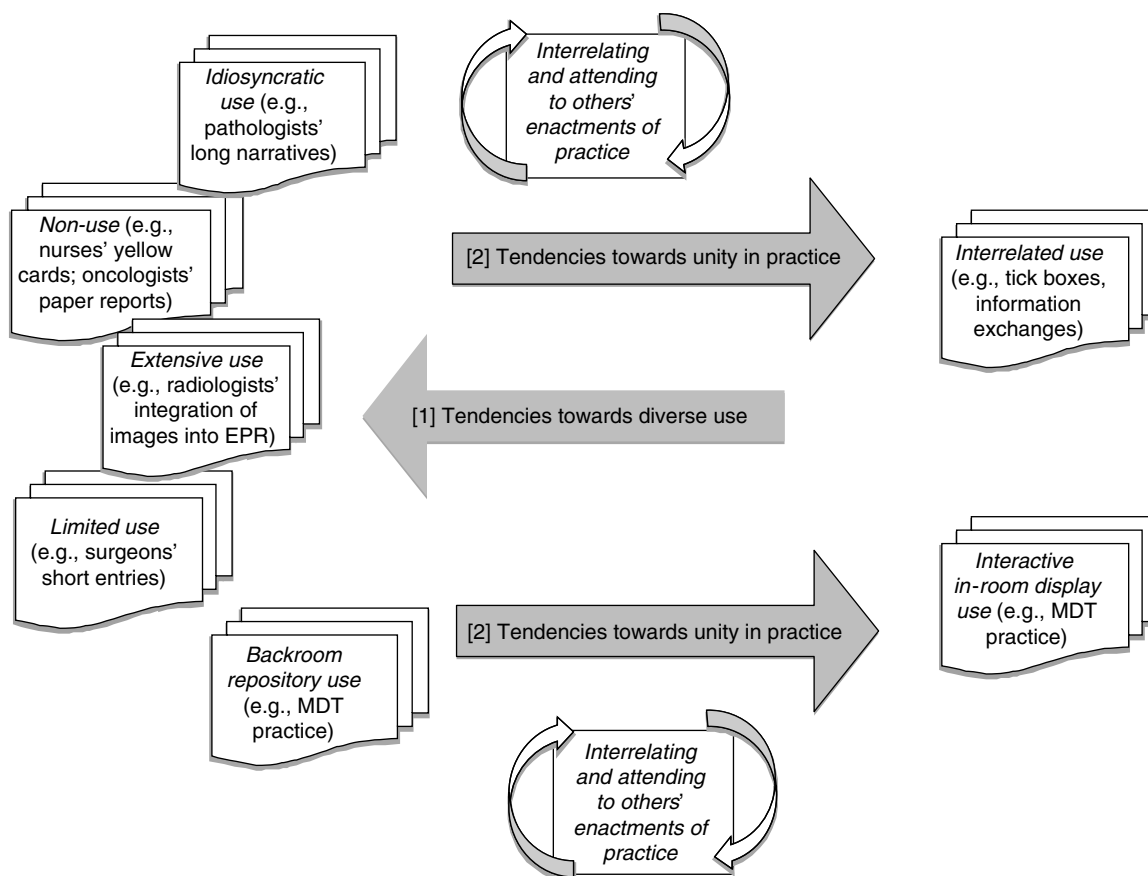 Idiosyncratic
use (e.g.,
pathologists'
long narratives)
Interrelating
and attending
to others'
enactments of
practice
Non-use (e.g.,
nurses' yellow
cards; oncologists'
paper reports)
[2] Tendencies towards unity in practice
Interrelated use
(e.g., tick boxes,
information
exchanges)
Extensive use
(e.g., radiologists'
integration of
images into EPR)
[1] Tendencies towards diverse use
Limited use
(e.g., surgeons'
short entries)
Backroom
repository use
(e.g., MDT
practice)
[2] Tendencies towards unity in practice
Interactive
in-room display
use (e.g., MDT
practice)
Interrelating
and attending
to others'
enactments of
practice